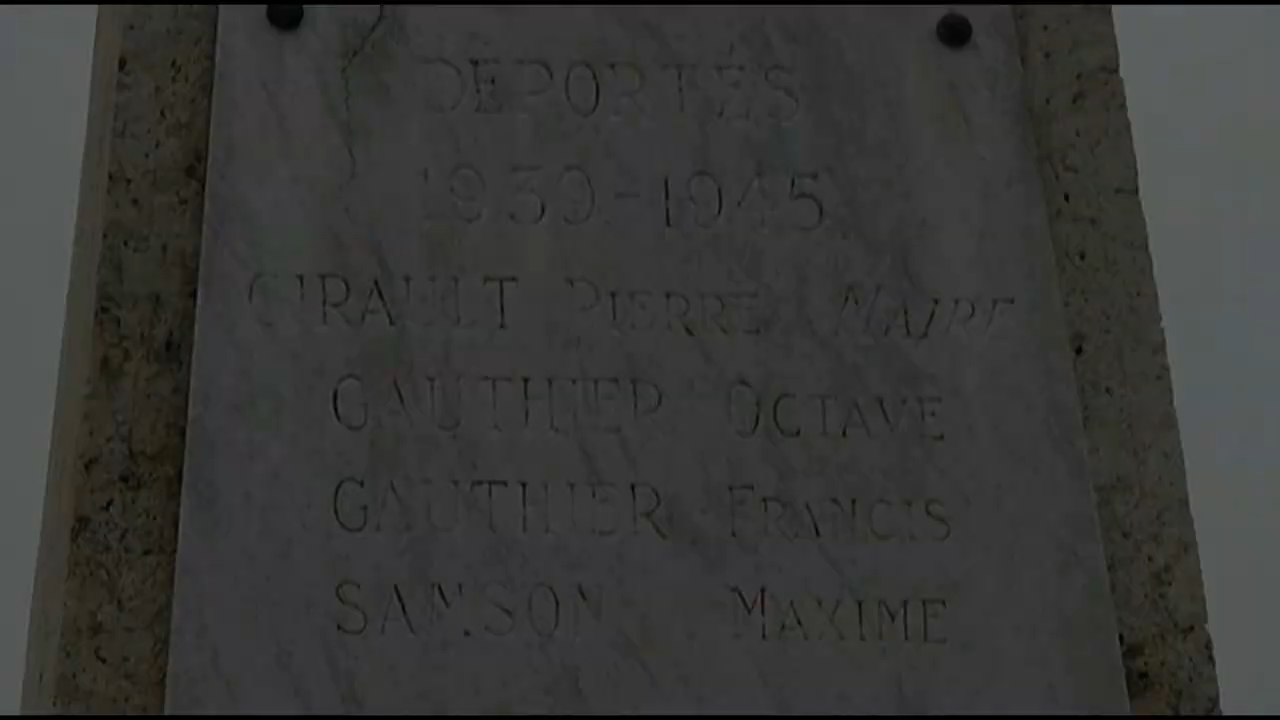 DEPORTÉS
1939-1945
GIRAULT PIERRE MAIRE
GAUTHIER OCTAVE
GAUTHIER FRANCIS
SAMSON MAXIME